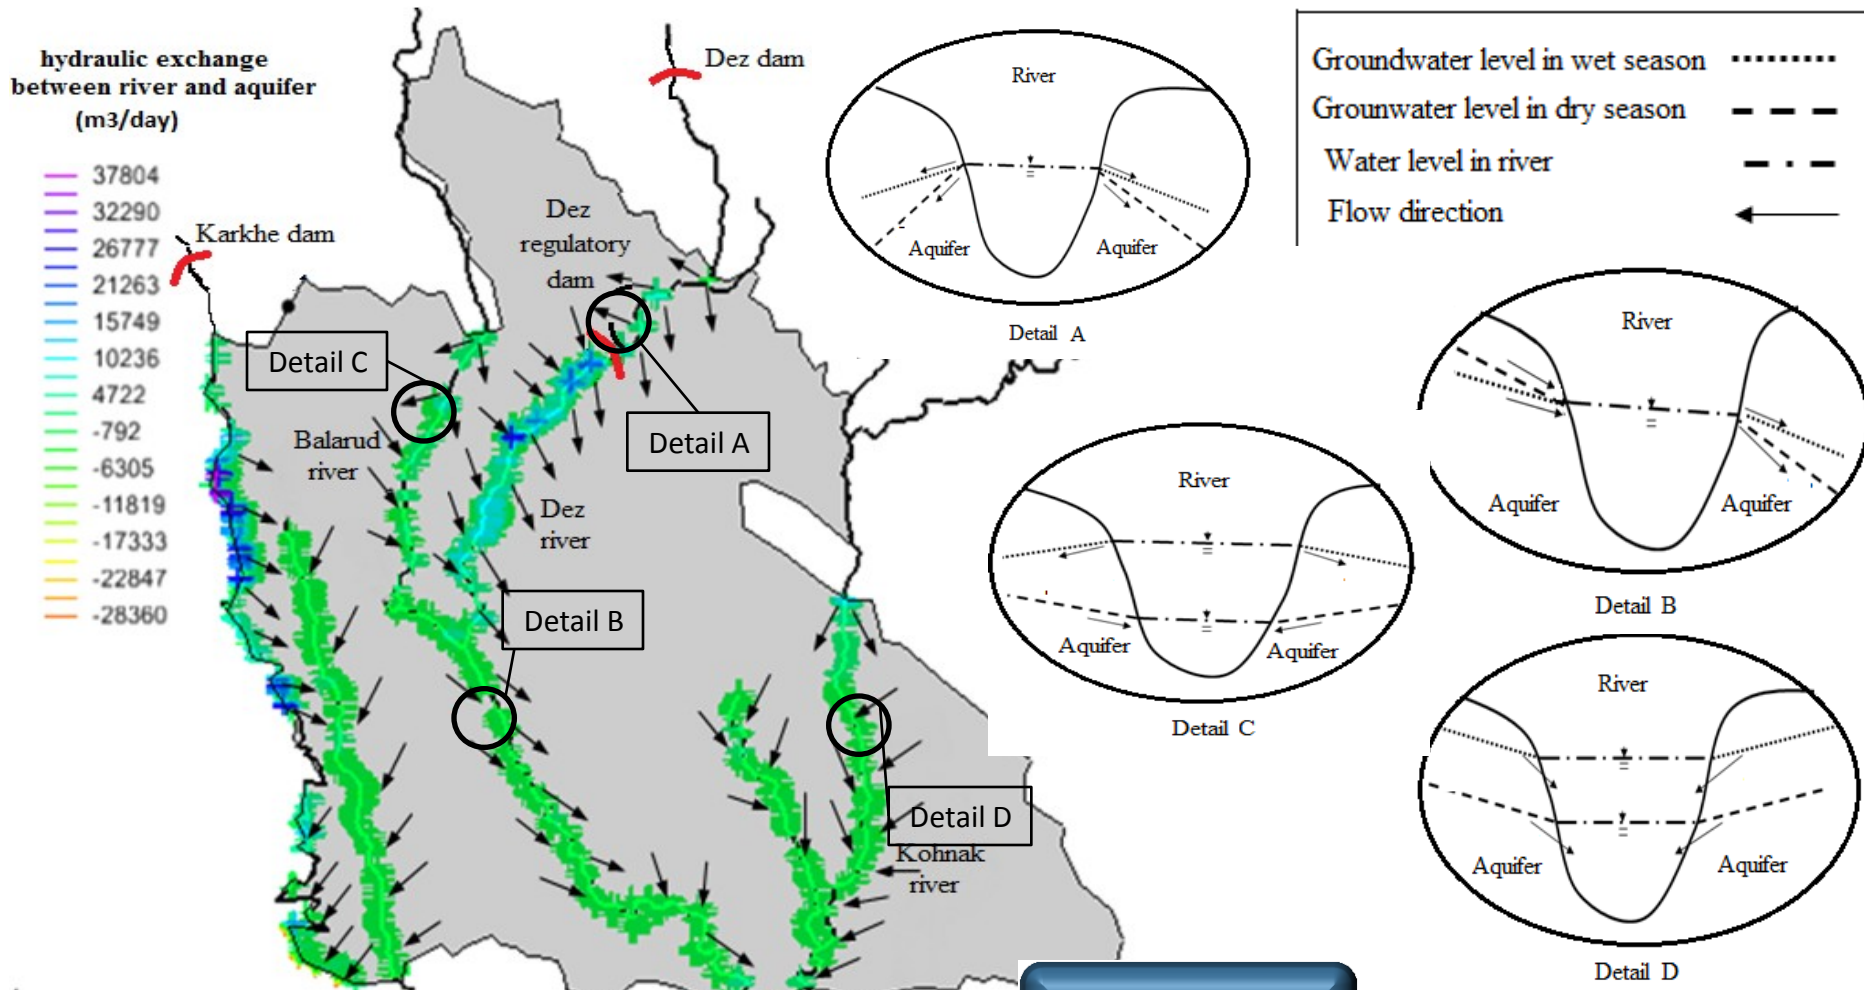 hydraulic exchange
between river and aquifer
(m3/day)
37804
32290
26777
21263
15749
10236
4722
-792
-6305
-11819
-17333
-22847
-28360
Karkhe dam
Dez dam
Dez
regulatory
dam
Detail C
Detail A
Balarud
river
Dez
river
Detail B
Detail D
Kohnak
river
River
Aquifer
Aquifer
Detail A
Groundwater level in wet season
Grounwater level in dry season
Water level in river
Flow direction
River
Aquifer
Aquifer
Detail B
River
Aquifer
Aquifer
Detail C
River
Aquifer
Aquifer
Detail D